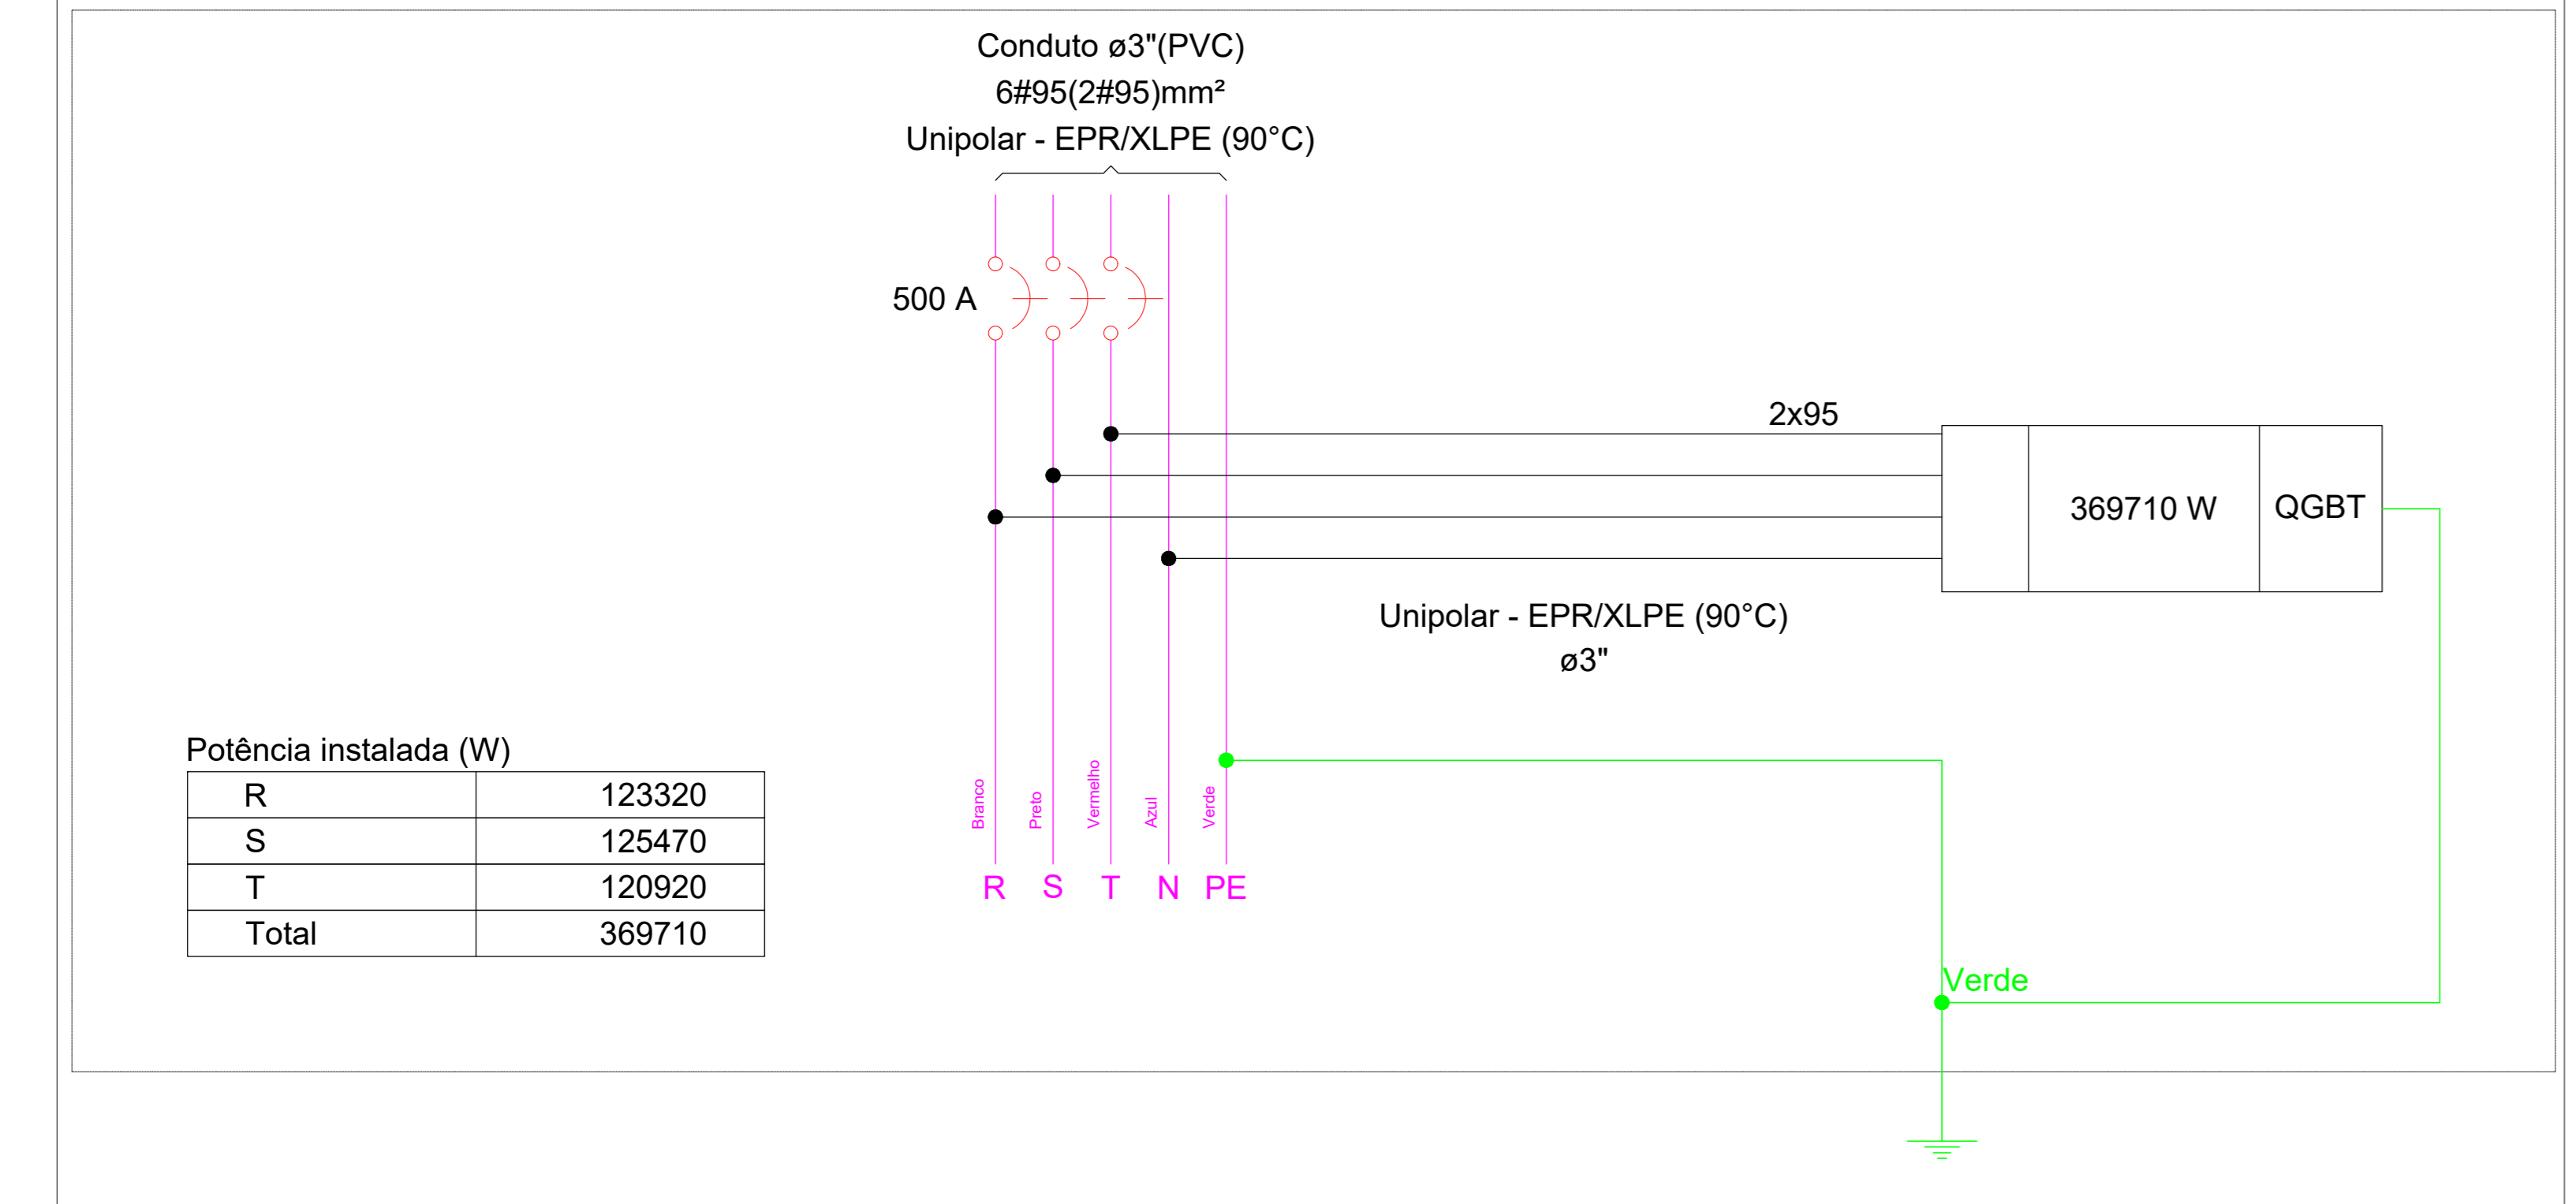 Conduto ø3"(PVC)
6#95(2#95)mm²
Unipolar - EPR/XLPE (90°C)
500 A
2x95
369710 W
QGBT
Unipolar - EPR/XLPE (90°C)
ø3"
Potência instalada (W)
R 123320
S 125470
T 120920
Total 369710
Branco
Preto
Vermelho
Azul
Verde
R S T N PE
Verde